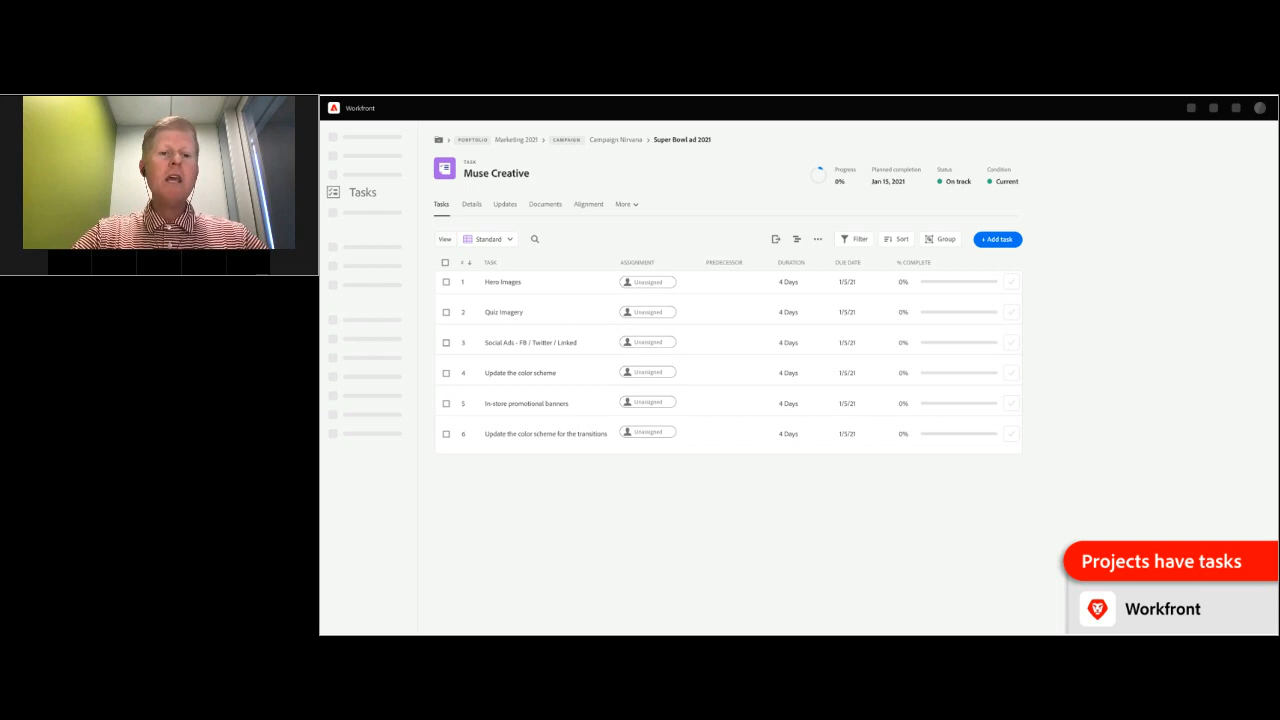 Workfront
PORTFOLIO Marketing 2021 > CAMPAIGN Campaign Nirvana > Super Bowl ad 2021
TASK
Muse Creative
Progress Planned completion Status Condition
0% Jan 15, 2021 On track Current
Tasks
Tasks Details Updates Documents Alignment More
View Standard Filter Sort Group + Add task
# TASK ASSIGNMENT PREDECESSOR DURATION DUE DATE % COMPLETE
1 Hero Images Unassigned 4 Days 1/5/21 0%
2 Quiz Imagery Unassigned 4 Days 1/5/21 0%
3 Social Ads - FB / Twitter / Linked Unassigned 4 Days 1/5/21 0%
4 Update the color scheme Unassigned 4 Days 1/5/21 0%
5 In-store promotional banners Unassigned 4 Days 1/5/21 0%
6 Update the color scheme for the transitions Unassigned 4 Days 1/5/21 0%
Projects have tasks
Workfront